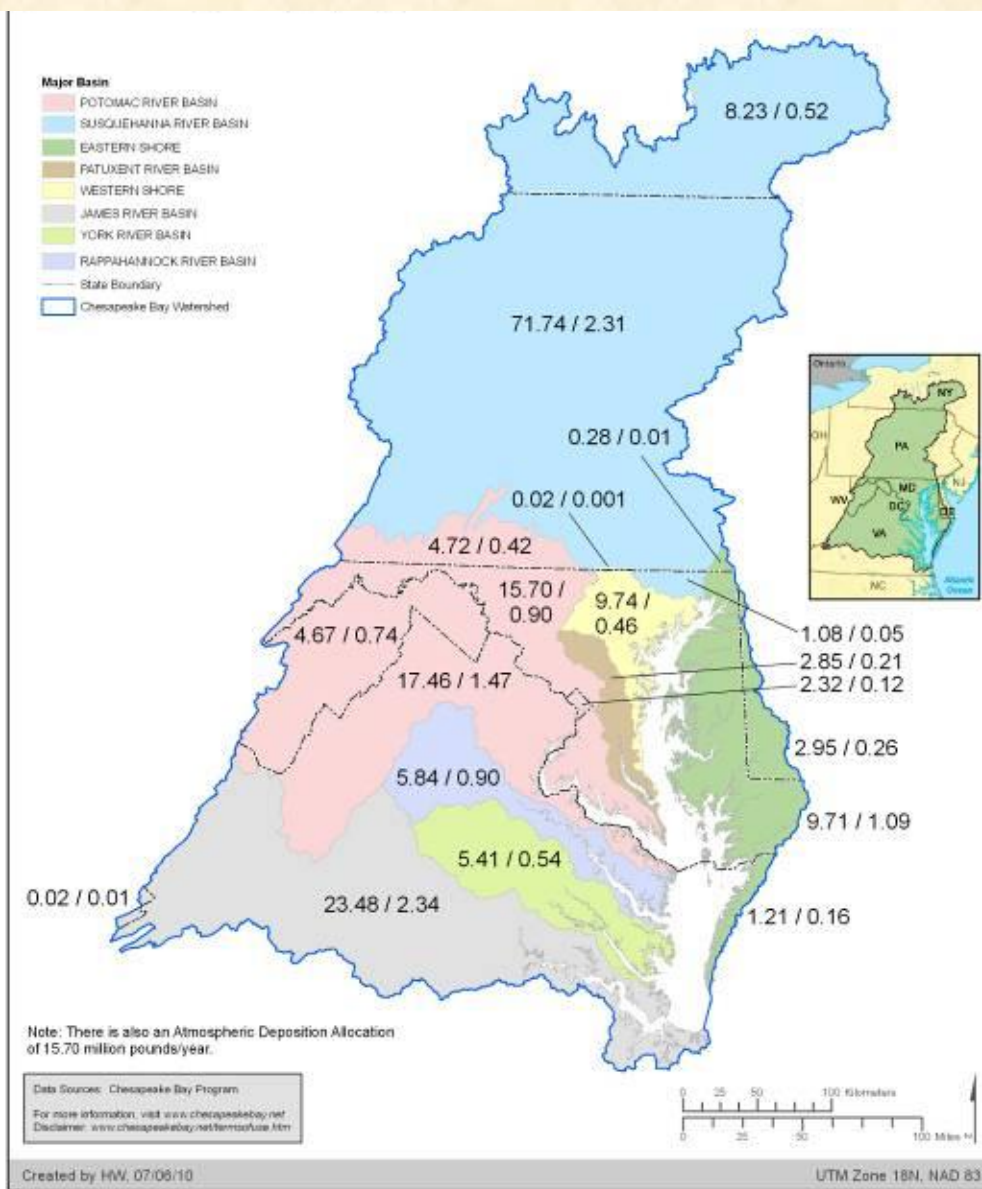 Major Basin
POTOMAC RIVER BASIN
SUSQUEHANNA RIVER BASIN
EASTERN SHORE
PATUXENT RIVER BASIN
WESTERN SHORE
JAMES RIVER BASIN
YORK RIVER BASIN
RAPPAHANNOCK RIVER BASIN
State Boundary
Chesapeake Bay Watershed
8.23 / 0.52
71.74 / 2.31
0.28 / 0.01
0.02 / 0.001
4.72 / 0.42
15.70 /
0.90
9.74 /
0.46
4.67 / 0.74
17.46 / 1.47
1.08 / 0.05
2.85 / 0.21
2.32 / 0.12
2.95 / 0.26
5.84 / 0.90
9.71 / 1.09
5.41 / 0.54
23.48 / 2.34
0.02 / 0.01
1.21 / 0.16
Ontario
NY
OH
PA
NJ
MD
WV
DC
DE
VA
NC
Atlantic
Ocean
Note: There is also an Atmospheric Deposition Allocation
of 15.70 million pounds/year.
Data Sources: Chesapeake Bay Program
For more information, visit www.chesapeakebay.net
Disclaimer: www.chesapeakebay.net/termsofuse.htm
0 25 50 100 Kilometers
0 25 50 100 Miles
Created by HW, 07/06/10
UTM Zone 18N, NAD 83